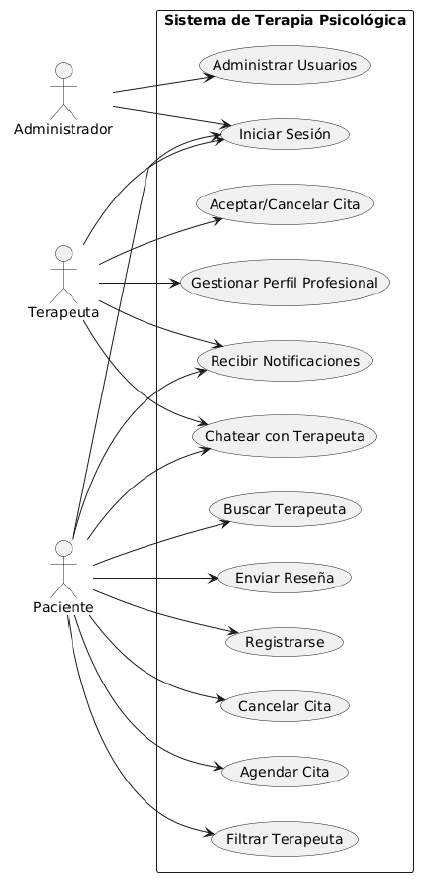 Sistema de Terapia Psicológica
Administrar Usuarios
Administrador
Iniciar Sesión
Aceptar/Cancelar Cita
Gestionar Perfil Profesional
Terapeuta
Recibir Notificaciones
Chatear con Terapeuta
Buscar Terapeuta
Enviar Reseña
Paciente
Registrarse
Cancelar Cita
Agendar Cita
Filtrar Terapeuta